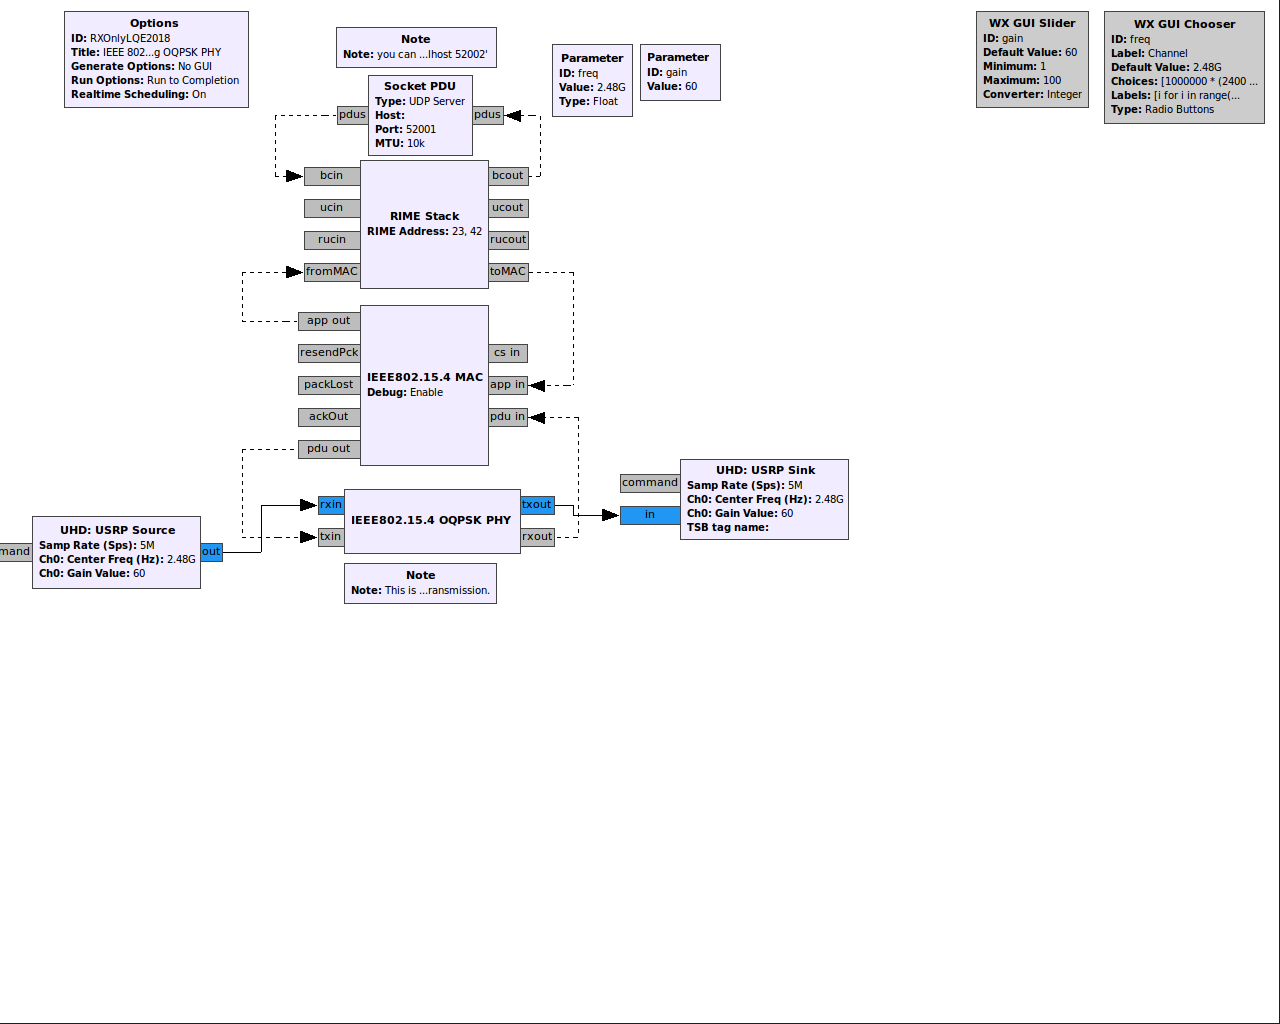 Options
ID: RXOnlyLQE2018
Title: IEEE 802...g OQPSK PHY
Generate Options: No GUI
Run Options: Run to Completion
Realtime Scheduling: On
Note
Note: you can ...lhost 52002'
Parameter
ID: freq
Value: 2.48G
Type: Float
Parameter
ID: gain
Value: 60
WX GUI Slider
ID: gain
Default Value: 60
Minimum: 1
Maximum: 100
Converter: Integer
WX GUI Chooser
ID: freq
Label: Channel
Default Value: 2.48G
Choices: [1000000 * (2400 ...
Labels: [i for i in range(...
Type: Radio Buttons
pdus
Socket PDU
Type: UDP Server
Host:
Port: 52001
MTU: 10k
pdus
bcin
ucin
rucin
fromMAC
RIME Stack
RIME Address: 23, 42
bcout
ucout
rucout
toMAC
app out
resendPck
packLost
ackOut
pdu out
IEEE802.15.4 MAC
Debug: Enable
cs in
app in
pdu in
rxin
txin
IEEE802.15.4 OQPSK PHY
txout
rxout
command
in
UHD: USRP Sink
Samp Rate (Sps): 5M
Ch0: Center Freq (Hz): 2.48G
Ch0: Gain Value: 60
TSB tag name:
mand
UHD: USRP Source
Samp Rate (Sps): 5M
Ch0: Center Freq (Hz): 2.48G
Ch0: Gain Value: 60
out
Note
Note: This is ...ransmission.